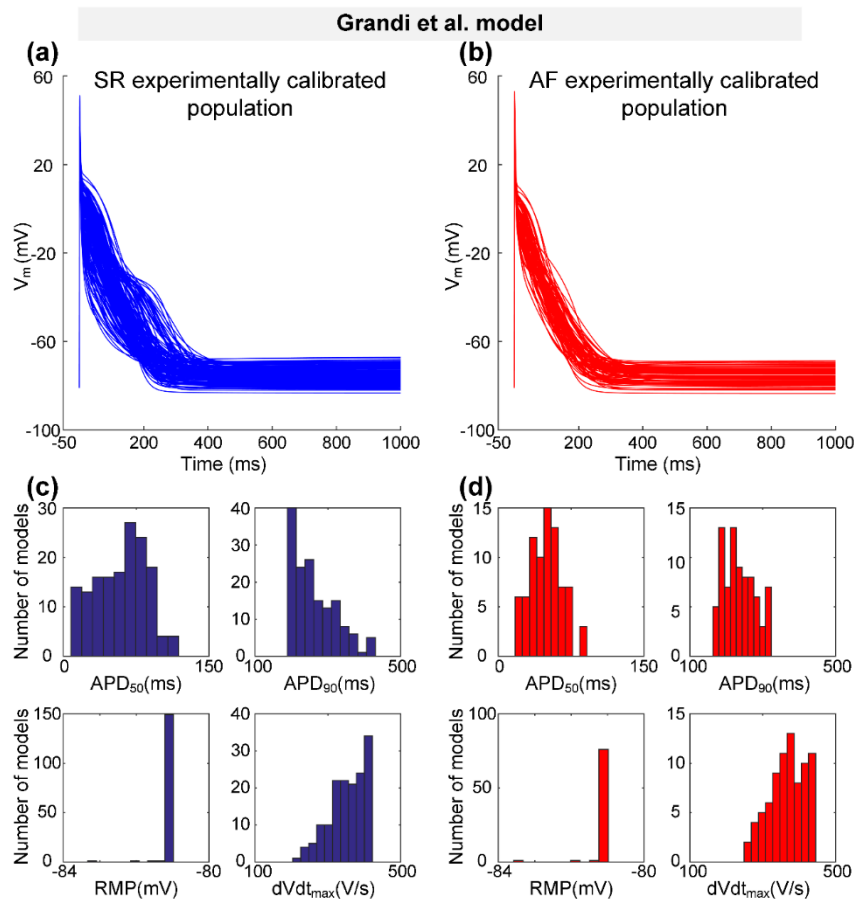 Grandi et al. model
(a)
SR experimentally calibrated
population
60
20
-20
-60
-100
Vm (mV)
-50
200
400
600
800
1000
Time (ms)
(b)
AF experimentally calibrated
population
60
20
-20
-60
-100
Vm (mV)
-50
200
400
600
800
1000
Time (ms)
(c)
Number of models
30
20
10
0
0
150
APD50(ms)
40
30
20
10
0
100
500
APD90(ms)
Number of models
150
100
50
0
-84
-80
RMP(mV)
40
30
20
10
0
100
500
dVdtmax(V/s)
(d)
Number of models
15
10
5
0
0
150
APD50(ms)
15
10
5
0
100
500
APD90(ms)
Number of models
100
50
0
-84
-80
RMP(mV)
15
10
5
0
100
500
dVdtmax(V/s)